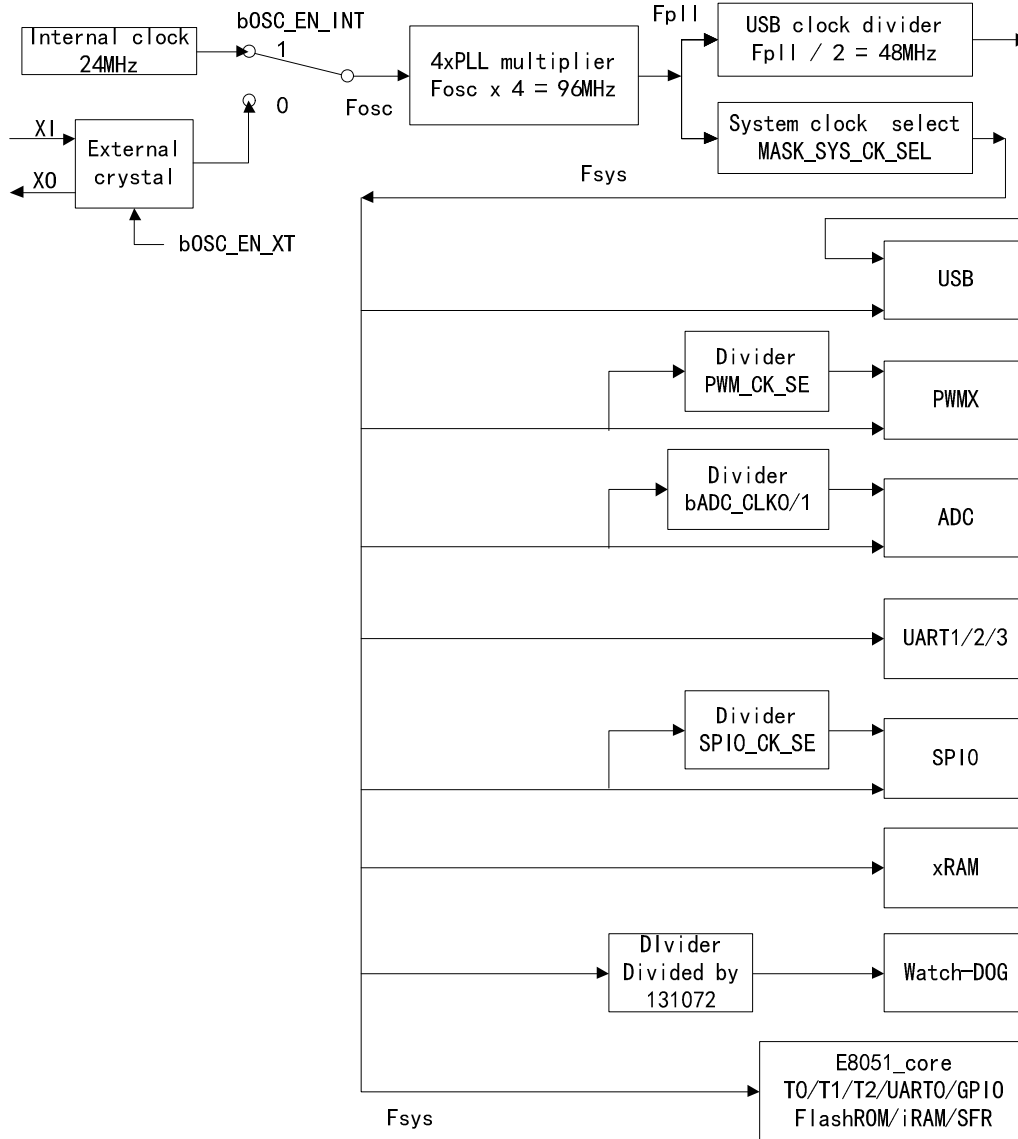 bOSC_EN_INT
Internal clock
24MHz
1
0
Fosc
4xPLL multiplier
Fosc x 4 = 96MHz
Fpll
USB clock divider
Fpll / 2 = 48MHz
System clock select
MASK_SYS_CK_SEL
XI
XO
External
crystal
bOSC_EN_XT
Fsys
USB
Divider
PWM_CK_SE
PWMX
Divider
bADC_CLK0/1
ADC
UART1/2/3
Divider
SPI0_CK_SE
SPI0
xRAM
DIvider
Divided by
131072
Watch-DOG
E8051_core
T0/T1/T2/UART0/GPIO
FlashROM/iRAM/SFR
Fsys